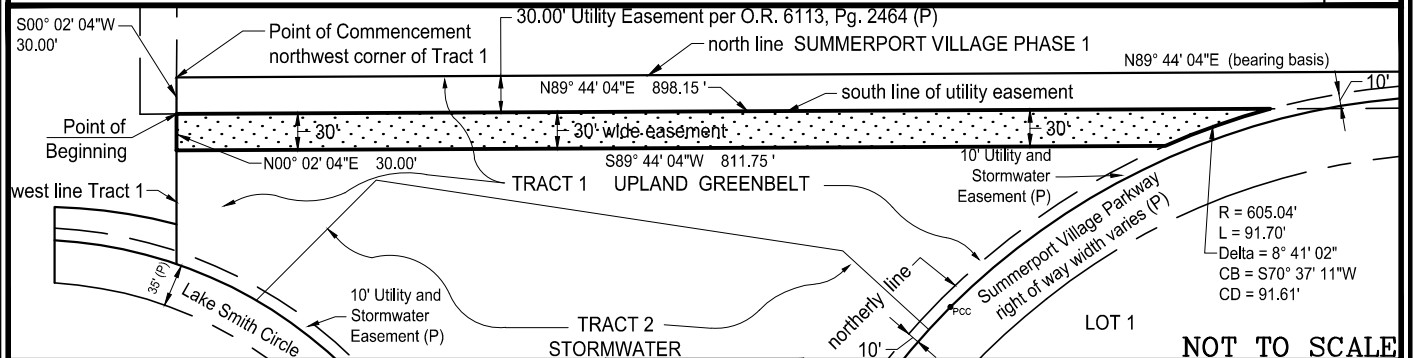 S00° 02' 04"W
30.00'
Point of Commencement
northwest corner of Tract 1
30.00' Utility Easement per O.R. 6113, Pg. 2464 (P)
north line SUMMERPORT VILLAGE PHASE 1
N89° 44' 04"E (bearing basis)
10'
N89° 44' 04"E 898.15 '
south line of utility easement
Point of
Beginning
30'
30' wide easement
30'
N00° 02' 04"E 30.00'
S89° 44' 04"W 811.75 '
west line Tract 1
TRACT 1 UPLAND GREENBELT
10' Utility and
Stormwater
Easement (P)
Summerport Village Parkway
right of way width varies (P)
R = 605.04'
L = 91.70'
Delta = 8° 41' 02"
CB = S70° 37' 11"W
CD = 91.61'
35' (P)
Lake Smith Circle
10' Utility and
Stormwater
Easement (P)
northerly line
PCC
LOT 1
TRACT 2
STORMWATER
10'
NOT TO SCALE